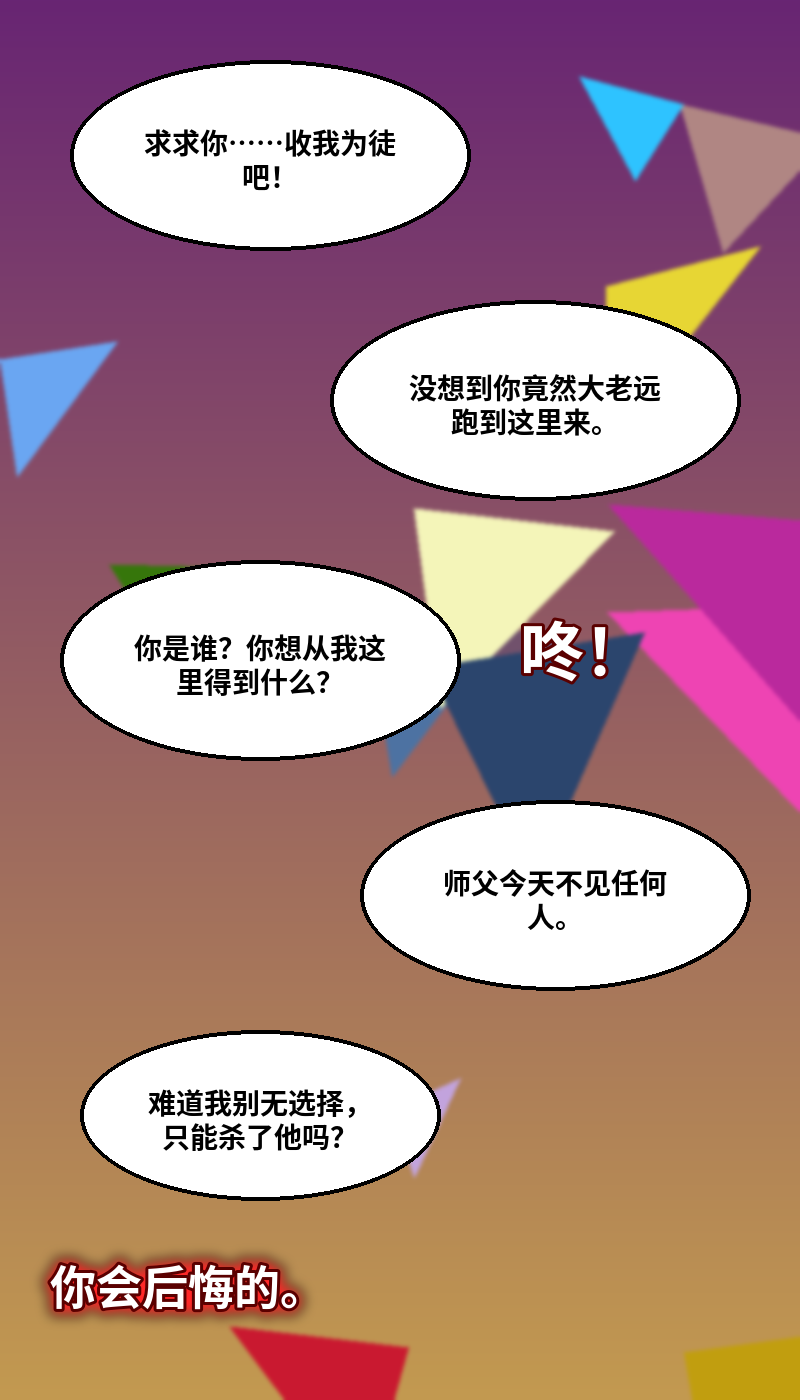 求求你……收我为徒
吧！
没想到你竟然大老远
跑到这里来。
你是谁？你想从我这
里得到什么？
咚！
师父今天不见任何
人。
难道我别无选择，
只能杀了他吗？
你会后悔的。